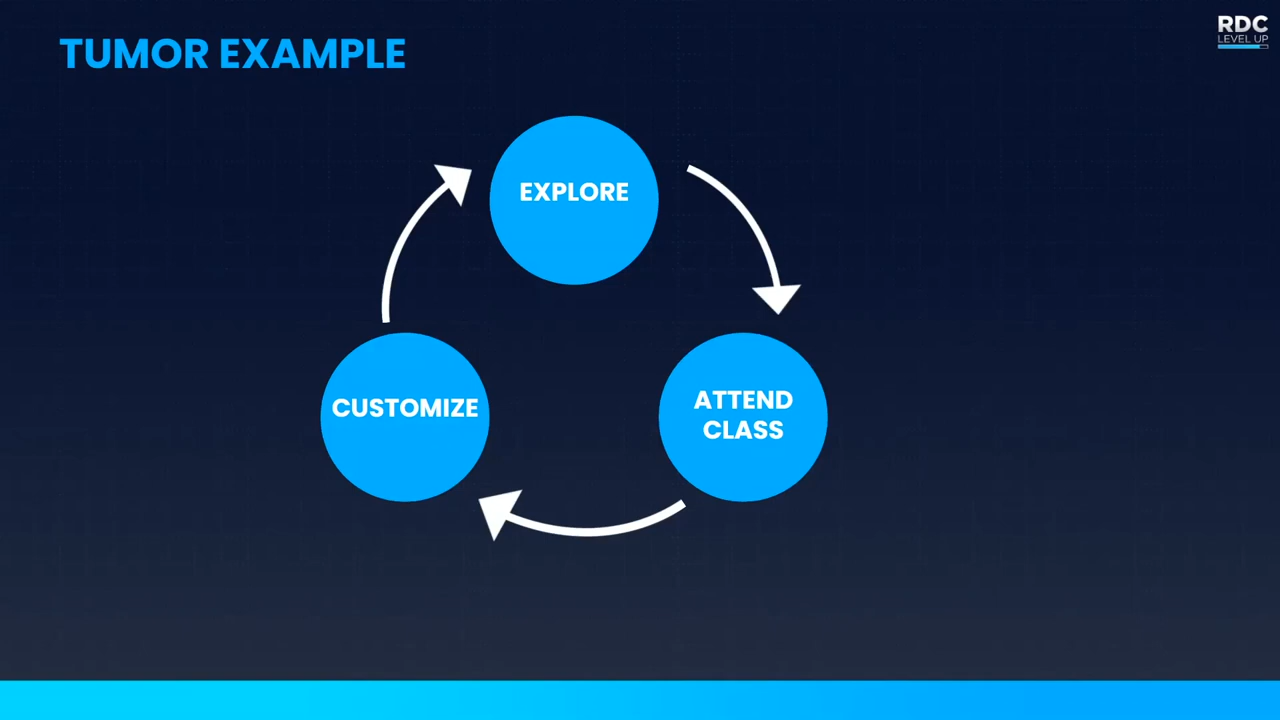 TUMOR EXAMPLE
RDC
LEVEL UP
EXPLORE
CUSTOMIZE
ATTEND
CLASS